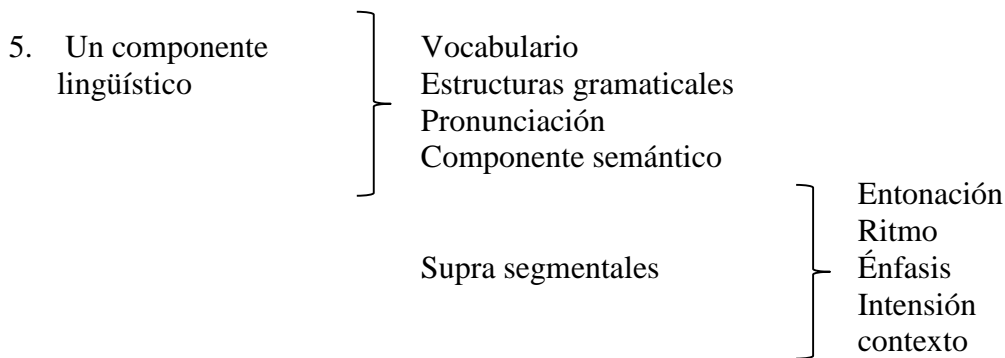 5. Un componente
lingüístico
Vocabulario
Estructuras gramaticales
Pronunciación
Componente semántico
Supra segmentales
Entonación
Ritmo
Énfasis
Intensión
contexto